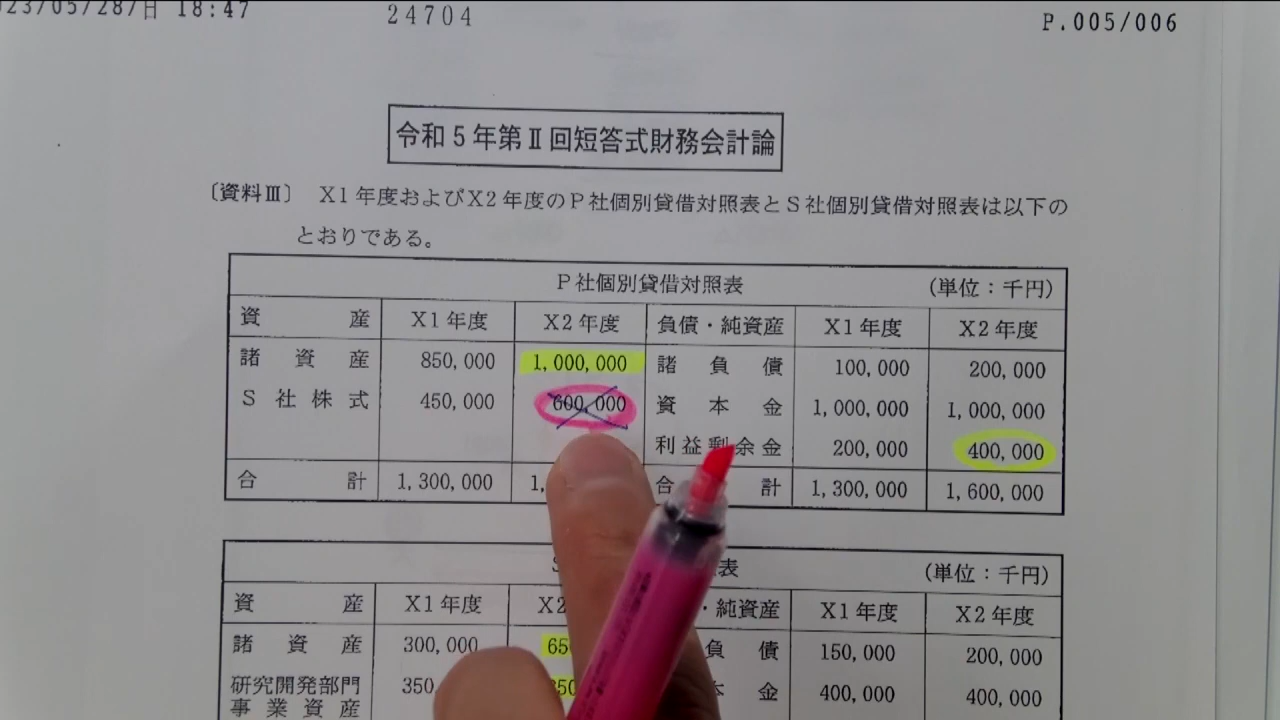 23/05/28/日 18:47 24704 P.005/006
令和5年第Ⅱ回短答式財務会計論
〔資料Ⅲ〕 X1年度およびX2年度のP社個別貸借対照表とS社個別貸借対照表は以下の
とおりである。
P社個別貸借対照表 (単位:千円)
資産 X1年度 X2年度 負債・純資産 X1年度 X2年度
諸資産 850,000 1,000,000 諸負債 100,000 200,000
S社株式 450,000 600,000 資本金 1,000,000 1,000,000
利益剰余金 200,000 400,000
合計 1,300,000 1, 合計 1,300,000 1,600,000
S 表 (単位:千円)
資産 X1年度 X2 ・純資産 X1年度 X2年度
諸資産 300,000 65 負債 150,000 200,000
研究開発部門 350, 50 金 400,000 400,000
事業資産